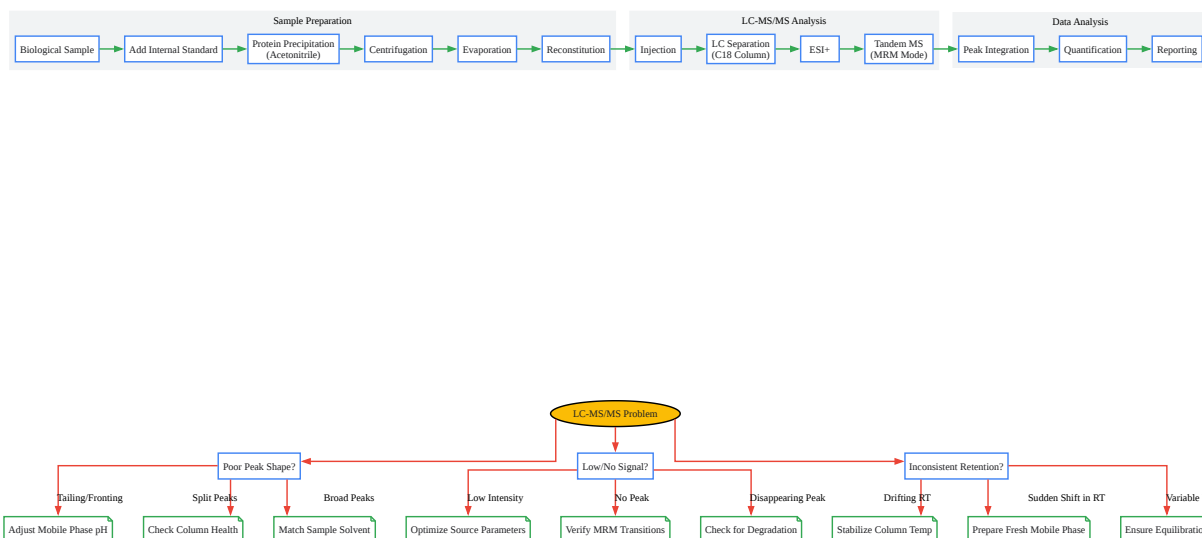 Sample Preparation
LC-MS/MS Analysis
Data Analysis
Biological Sample
Add Internal Standard
Protein Precipitation
(Acetonitrile)
Centrifugation
Evaporation
Reconstitution
Injection
LC Separation
(C18 Column)
ESI+
Tandem MS
(MRM Mode)
Peak Integration
Quantification
Reporting
LC-MS/MS Problem
Poor Peak Shape?
Low/No Signal?
Inconsistent Retention?
Tailing/Fronting
Split Peaks
Broad Peaks
Low Intensity
No Peak
Disappearing Peak
Drifting RT
Sudden Shift in RT
Variable
Adjust Mobile Phase pH
Check Column Health
Match Sample Solvent
Optimize Source Parameters
Verify MRM Transitions
Check for Degradation
Stabilize Column Temp
Prepare Fresh Mobile Phase
Ensure Equilibratio